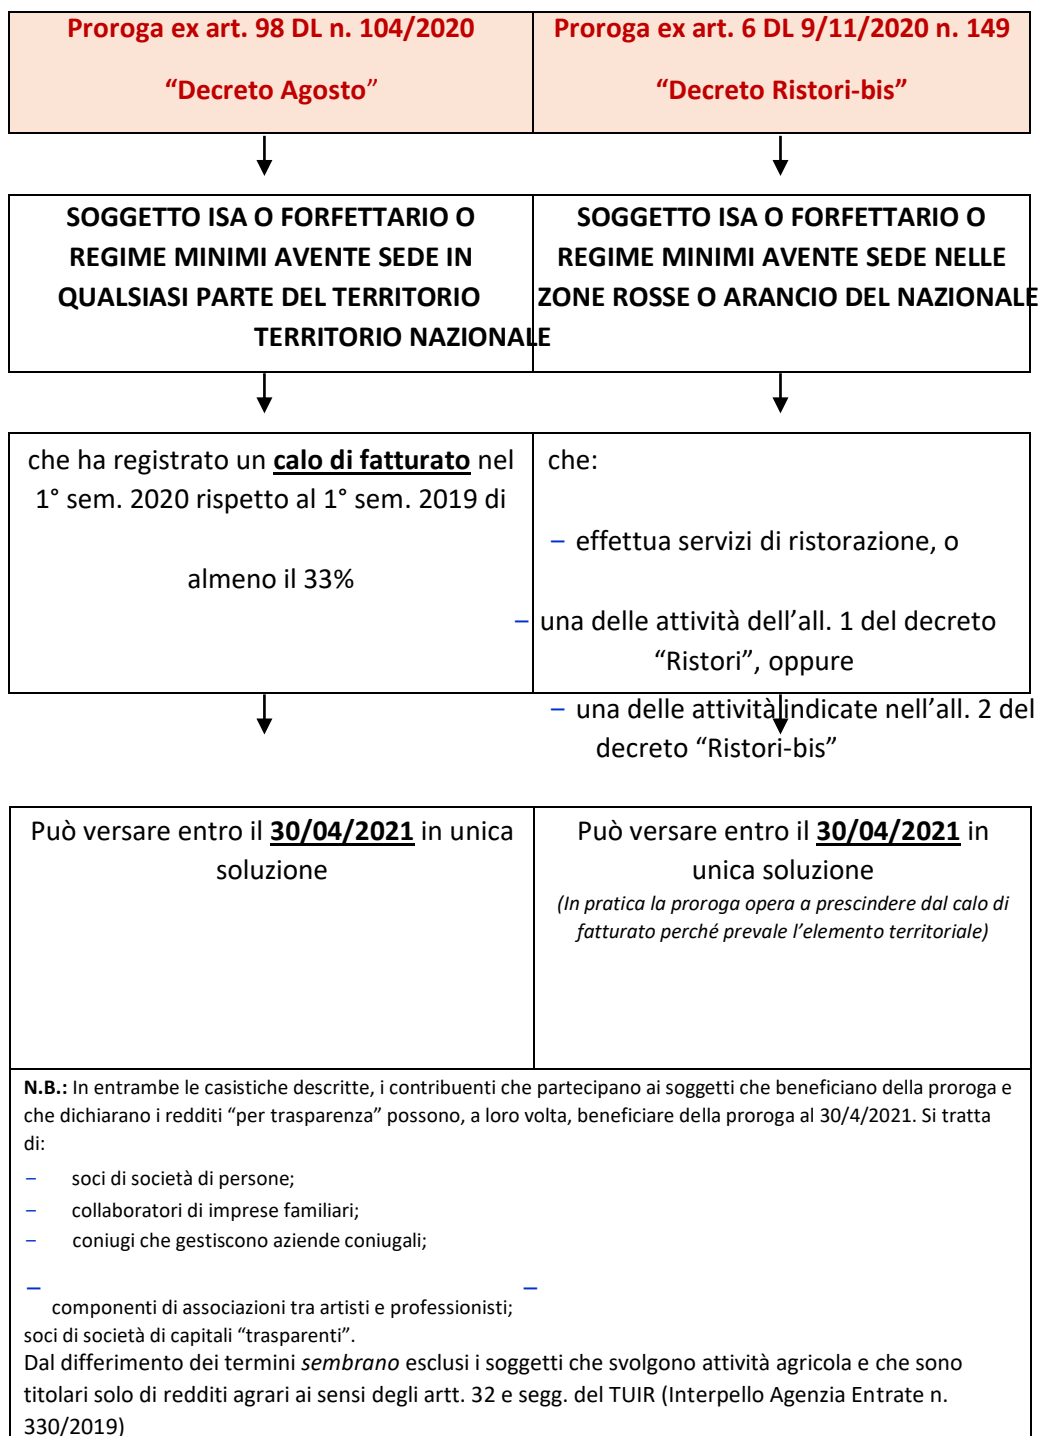 Proroga ex art. 98 DL n. 104/2020
“Decreto Agosto”
Proroga ex art. 6 DL 9/11/2020 n. 149
“Decreto Ristori-bis”
SOGGETTO ISA O FORFETTARIO O
REGIME MINIMI AVENTE SEDE IN
QUALSIASI PARTE DEL TERRITORIO
TERRITORIO NAZIONALE
SOGGETTO ISA O FORFETTARIO O
REGIME MINIMI AVENTE SEDE NELLE
ZONE ROSSE O ARANCIO DEL NAZIONALE
che ha registrato un calo di fatturato nel
1° sem. 2020 rispetto al 1° sem. 2019 di
almeno il 33%
che:
– effettua servizi di ristorazione, o
– una delle attività dell’all. 1 del decreto
“Ristori”, oppure
– una delle attività indicate nell’all. 2 del
decreto “Ristori-bis”
Può versare entro il 30/04/2021 in unica
soluzione
Può versare entro il 30/04/2021 in
unica soluzione
(In pratica la proroga opera a prescindere dal calo di
fatturato perché prevale l’elemento territoriale)
N.B.: In entrambe le casistiche descritte, i contribuenti che partecipano ai soggetti che beneficiano della proroga e
che dichiarano i redditi “per trasparenza” possono, a loro volta, beneficiare della proroga al 30/4/2021. Si tratta
di:
– soci di società di persone;
– collaboratori di imprese familiari;
– coniugi che gestiscono aziende coniugali;
– –
componenti di associazioni tra artisti e professionisti;
soci di società di capitali “trasparenti”.
Dal differimento dei termini sembrano esclusi i soggetti che svolgono attività agricola e che sono
titolari solo di redditi agrari ai sensi degli artt. 32 e segg. del TUIR (Interpello Agenzia Entrate n.
330/2019)